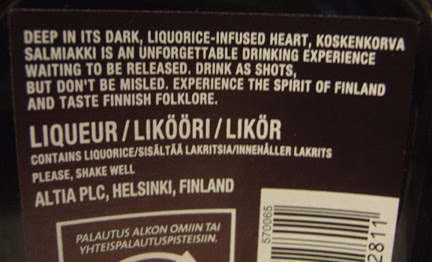 DEEP IN ITS DARK, LIQUORICE-INFUSED HEART, KOSKENKORVA
SALMIAKKI IS AN UNFORGETTABLE DRINKING EXPERIENCE
WAITING TO BE RELEASED. DRINK AS SHOTS,
BUT DON'T BE MISLED. EXPERIENCE THE SPIRIT OF FINLAND
AND TASTE FINNISH FOLKLORE.
LIQUEUR / LIKÖÖRI / LIKÖR
CONTAINS LIQUORICE/SISÄLTÄÄ LAKRITSIA/INNEHÅLLER LAKRITS
PLEASE, SHAKE WELL
ALTIA PLC, HELSINKI, FINLAND
PALAUTUS ALKON OMIIN TAI
YHTEISPALAUTUSPISTEISIIN.
570065
2811